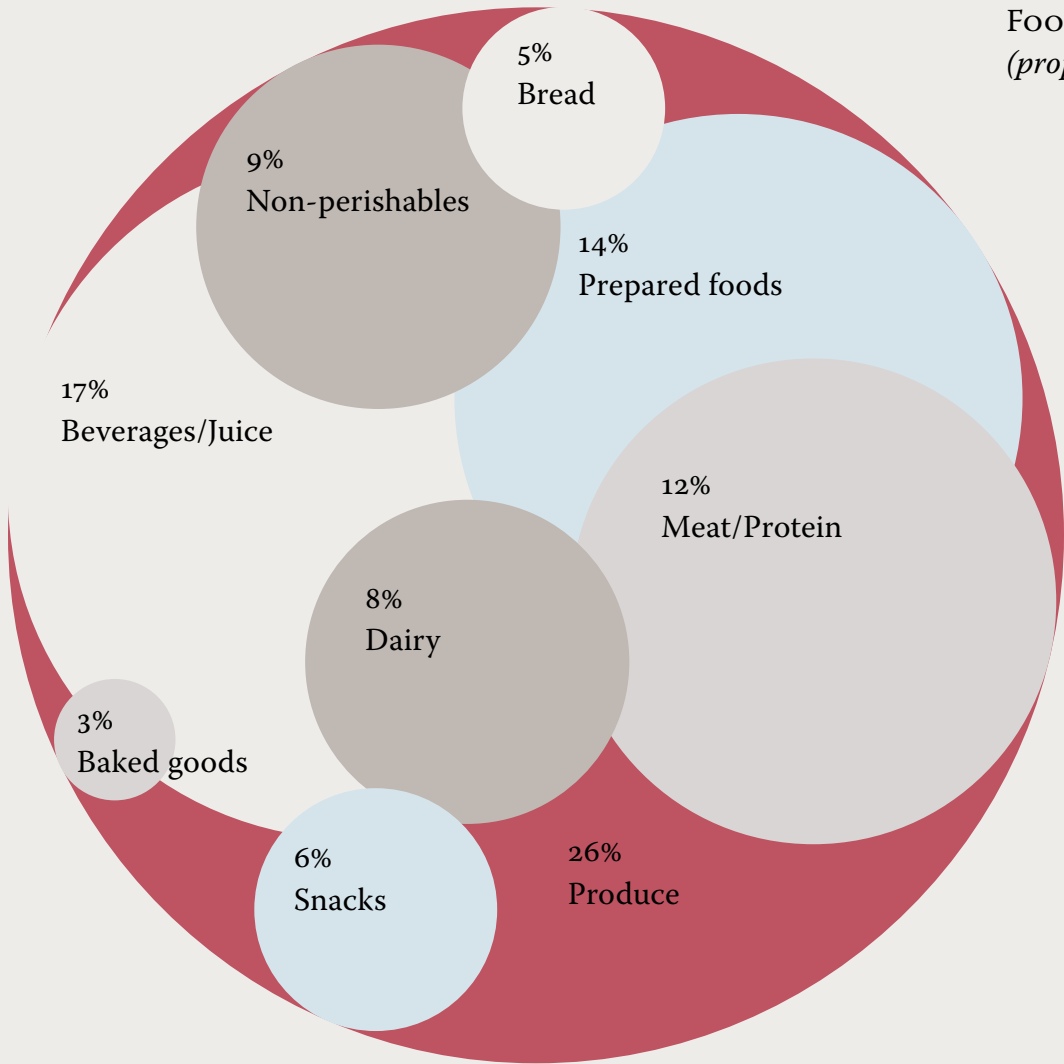 5%
Bread
9%
Non-perishables
14%
Prepared foods
17%
Beverages/Juice
12%
Meat/Protein
8%
Dairy
3%
Baked goods
6%
Snacks
26%
Produce